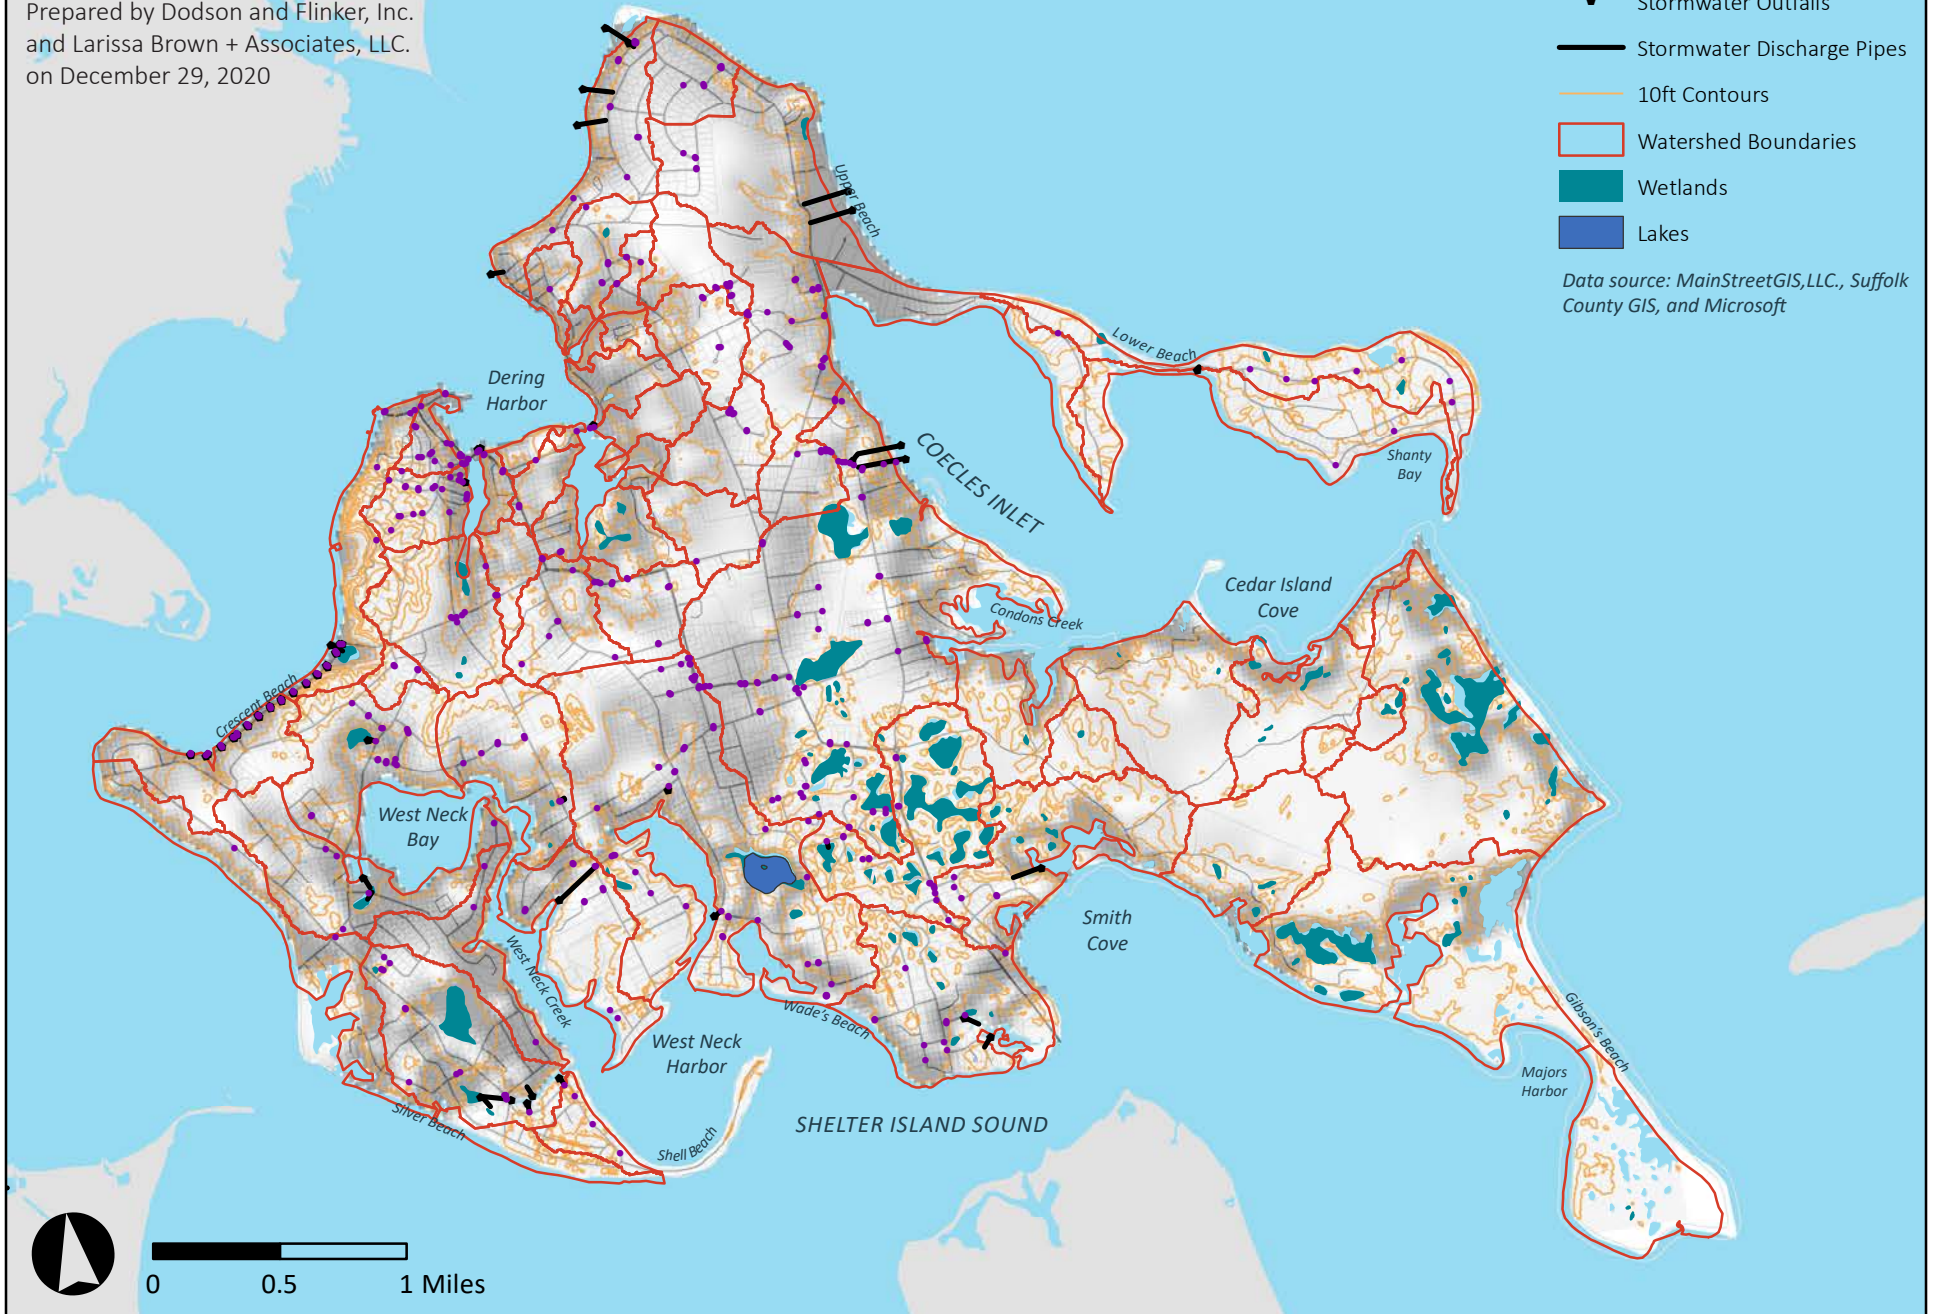 Prepared by Dodson and Flinker, Inc.
and Larissa Brown + Associates, LLC.
on December 29, 2020
Stormwater Outfalls
Stormwater Discharge Pipes
10ft Contours
Watershed Boundaries
Wetlands
Lakes
Data source: MainStreetGIS,LLC., Suffolk
County GIS, and Microsoft
Upper Beach
Lower Beach
Dering
Harbor
COECLES INLET
Shanty
Bay
Cedar Island
Cove
Condons Creek
Crescent Beach
West Neck
Bay
Smith
Cove
West Neck Creek
Wade's Beach
West Neck
Harbor
Gibson's Beach
Majors
Harbor
Silver Beach
Shell Beach
SHELTER ISLAND SOUND
0 0.5 1 Miles